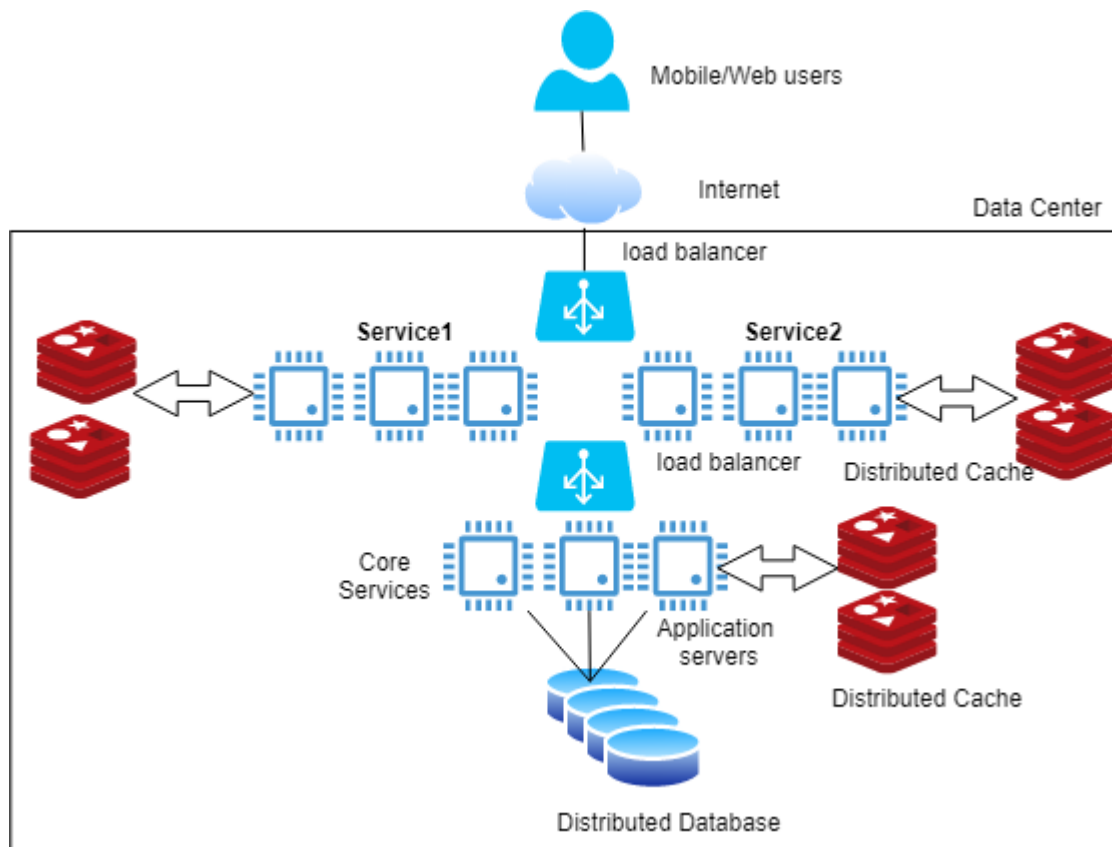 Mobile/Web users
Internet
Data Center
load balancer
Service1
Service2
load balancer
Distributed Cache
Core
Services
Application
servers
Distributed Cache
Distributed Database